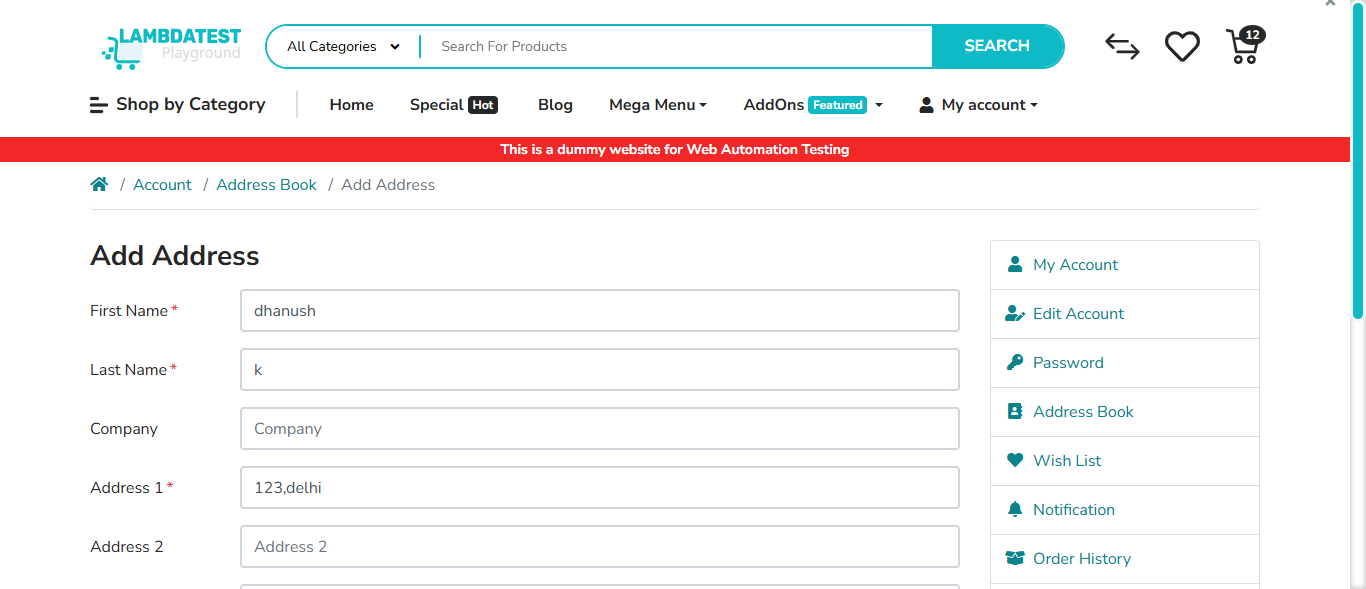 LAMBDATEST
Playground
All Categories
Search For Products
SEARCH
12
Shop by Category
Home
Special Hot
Blog
Mega Menu
AddOns Featured
My account
This is a dummy website for Web Automation Testing
/ Account / Address Book / Add Address
Add Address
First Name * dhanush
Last Name * k
Company Company
Address 1 * 123,delhi
Address 2 Address 2
My Account
Edit Account
Password
Address Book
Wish List
Notification
Order History